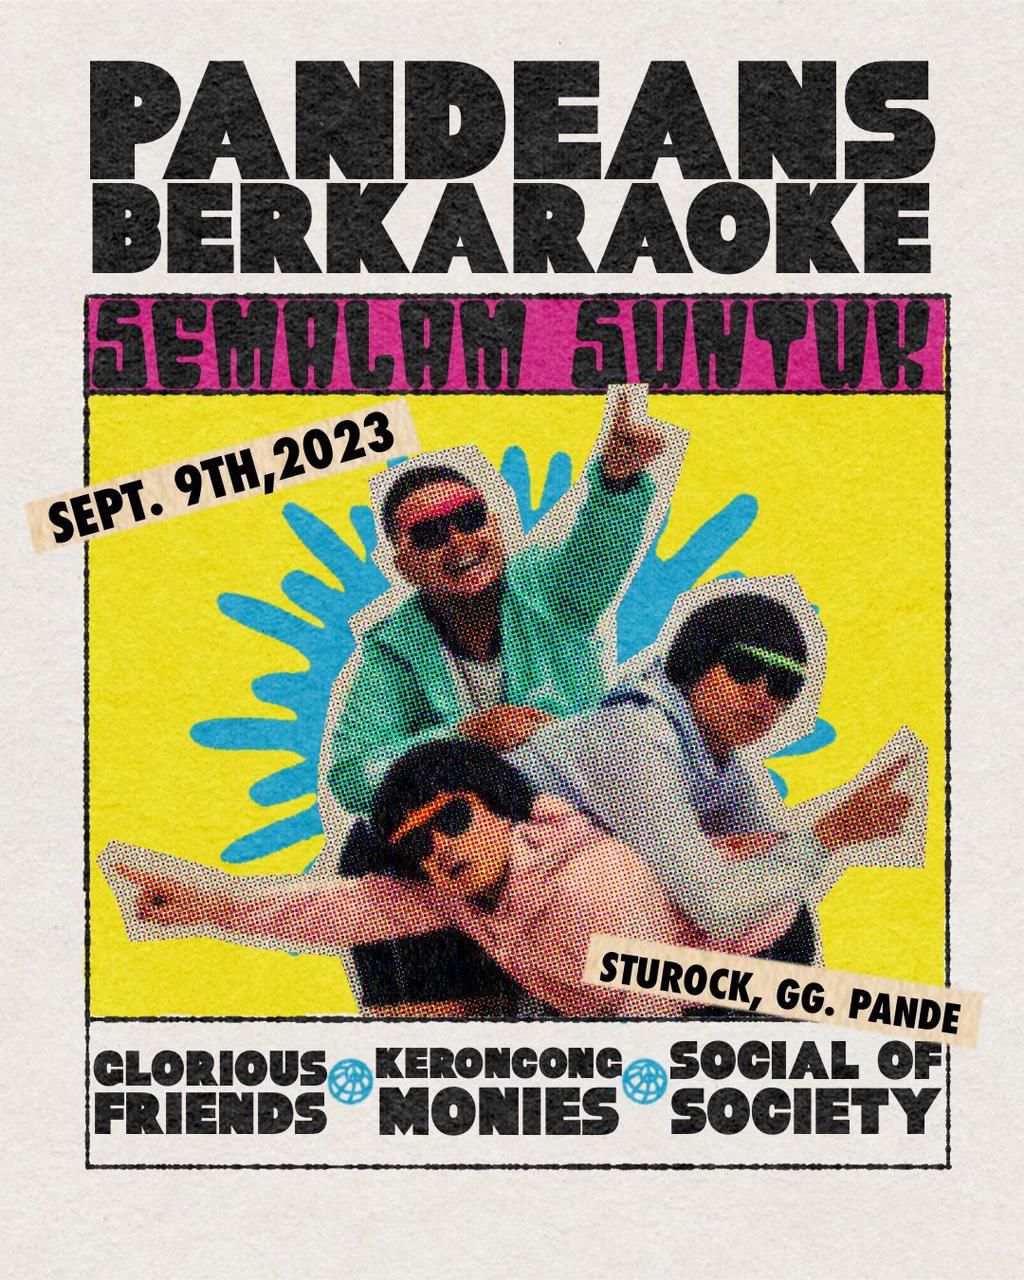 PANDEANS
BERKARAOKE
SEMALAM SUNTUK
SEPT. 9TH,2023
STUROCK, GG. PANDE
GLORIOUS
FRIENDS
KERONCONG
MONIES
SOCIAL OF
SOCIETY